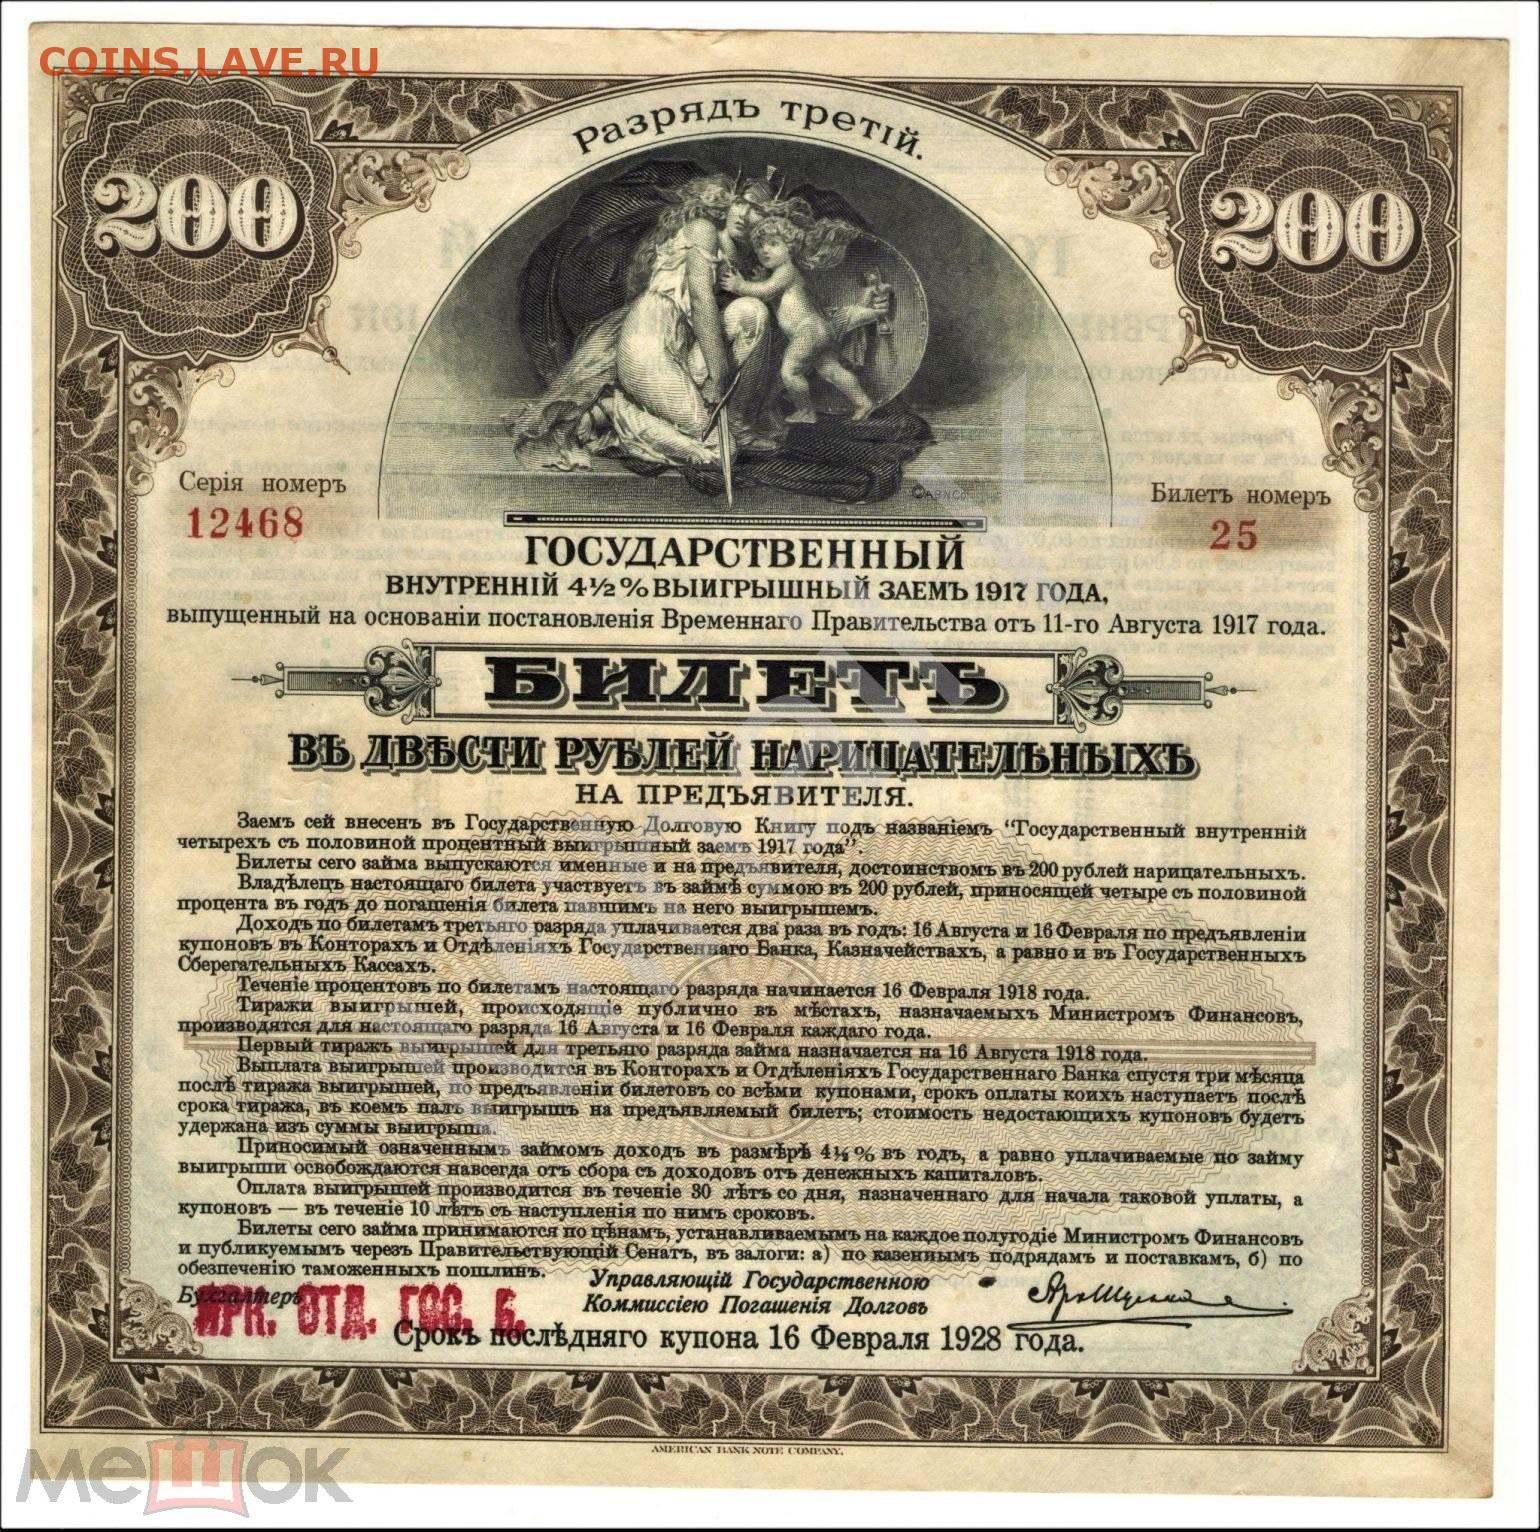 COINS.LAVE.RU
200
Разрядъ третій.
200
©ABNCo
Серія номеръ
12468
Билетъ номеръ
25
ГОСУДАРСТВЕННЫЙ
ВНУТРЕННІЙ 4½% ВЫИГРЫШНЫЙ ЗАЕМЪ 1917 ГОДА,
выпущенный на основаніи постановленія Временнаго Правительства отъ 11-го Августа 1917 года.
БИЛЕТЪ
ВЪ ДВѢСТИ РУБЛЕЙ НАРИЦАТЕЛЬНЫХЪ
НА ПРЕДЪЯВИТЕЛЯ.
Заемъ сей внесенъ въ Государственную Долговую Книгу подъ названіемъ "Государственный внутренній
четырехъ съ половиной процентный выигрышный заемъ 1917 года".
Билеты сего займа выпускаются именные и на предъявителя, достоинствомъ въ 200 рублей нарицательныхъ.
Владѣлецъ настоящаго билета участвуетъ въ займѣ суммою въ 200 рублей, приносящей четыре съ половиной
процента въ годъ до погашенія билета павшимъ на него выигрышемъ.
Доходъ по билетамъ третьяго разряда уплачивается два раза въ годъ: 16 Августа и 16 Февраля по предъявленіи
купоновъ въ Конторахъ и Отдѣленіяхъ Государственнаго Банка, Казначействахъ, а равно и въ Государственныхъ
Сберегательныхъ Кассахъ.
Теченіе процентовъ по билетамъ настоящаго разряда начинается 16 Февраля 1918 года.
Тиражи выигрышей, происходящіе публично въ мѣстахъ, назначаемыхъ Министромъ Финансовъ,
производятся для настоящаго разряда 16 Августа и 16 Февраля каждаго года.
Первый тиражъ выигрышей для третьяго разряда займа назначается на 16 Августа 1918 года.
Выплата выигрышей производится въ Конторахъ и Отдѣленіяхъ Государственнаго Банка спустя три мѣсяца
послѣ тиража выигрышей, по предъявленіи билетовъ со всѣми купонами, срокъ оплаты коихъ наступаетъ послѣ
срока тиража, въ коемъ палъ выигрышъ на предъявляемый билетъ; стоимость недостающихъ купоновъ будетъ
удержана изъ суммы выигрыша.
Приносимый означеннымъ займомъ доходъ въ размѣрѣ 4½% въ годъ, а равно уплачиваемые по займу
выигрыши освобождаются навсегда отъ сбора съ доходовъ отъ денежныхъ капиталовъ.
Оплата выигрышей производится въ теченіе 30 лѣтъ со дня, назначеннаго для начала таковой уплаты, а
купоновъ — въ теченіе 10 лѣтъ съ наступленія по нимъ сроковъ.
Билеты сего займа принимаются по цѣнамъ, устанавливаемымъ на каждое полугодіе Министромъ Финансовъ
и публикуемымъ черезъ Правительствующій Сенатъ, въ залоги: а) по казеннымъ подрядамъ и поставкамъ, б) по
обезпеченію таможенныхъ пошлинъ.
Управляющій Государственною
Бухгалтеръ
Коммиссіею Погашенія Долговъ
ИРК. ОТД. ГОС. Б.
Срокъ послѣдняго купона 16 Февраля 1928 года.
AMERICAN BANK NOTE COMPANY.
мешок